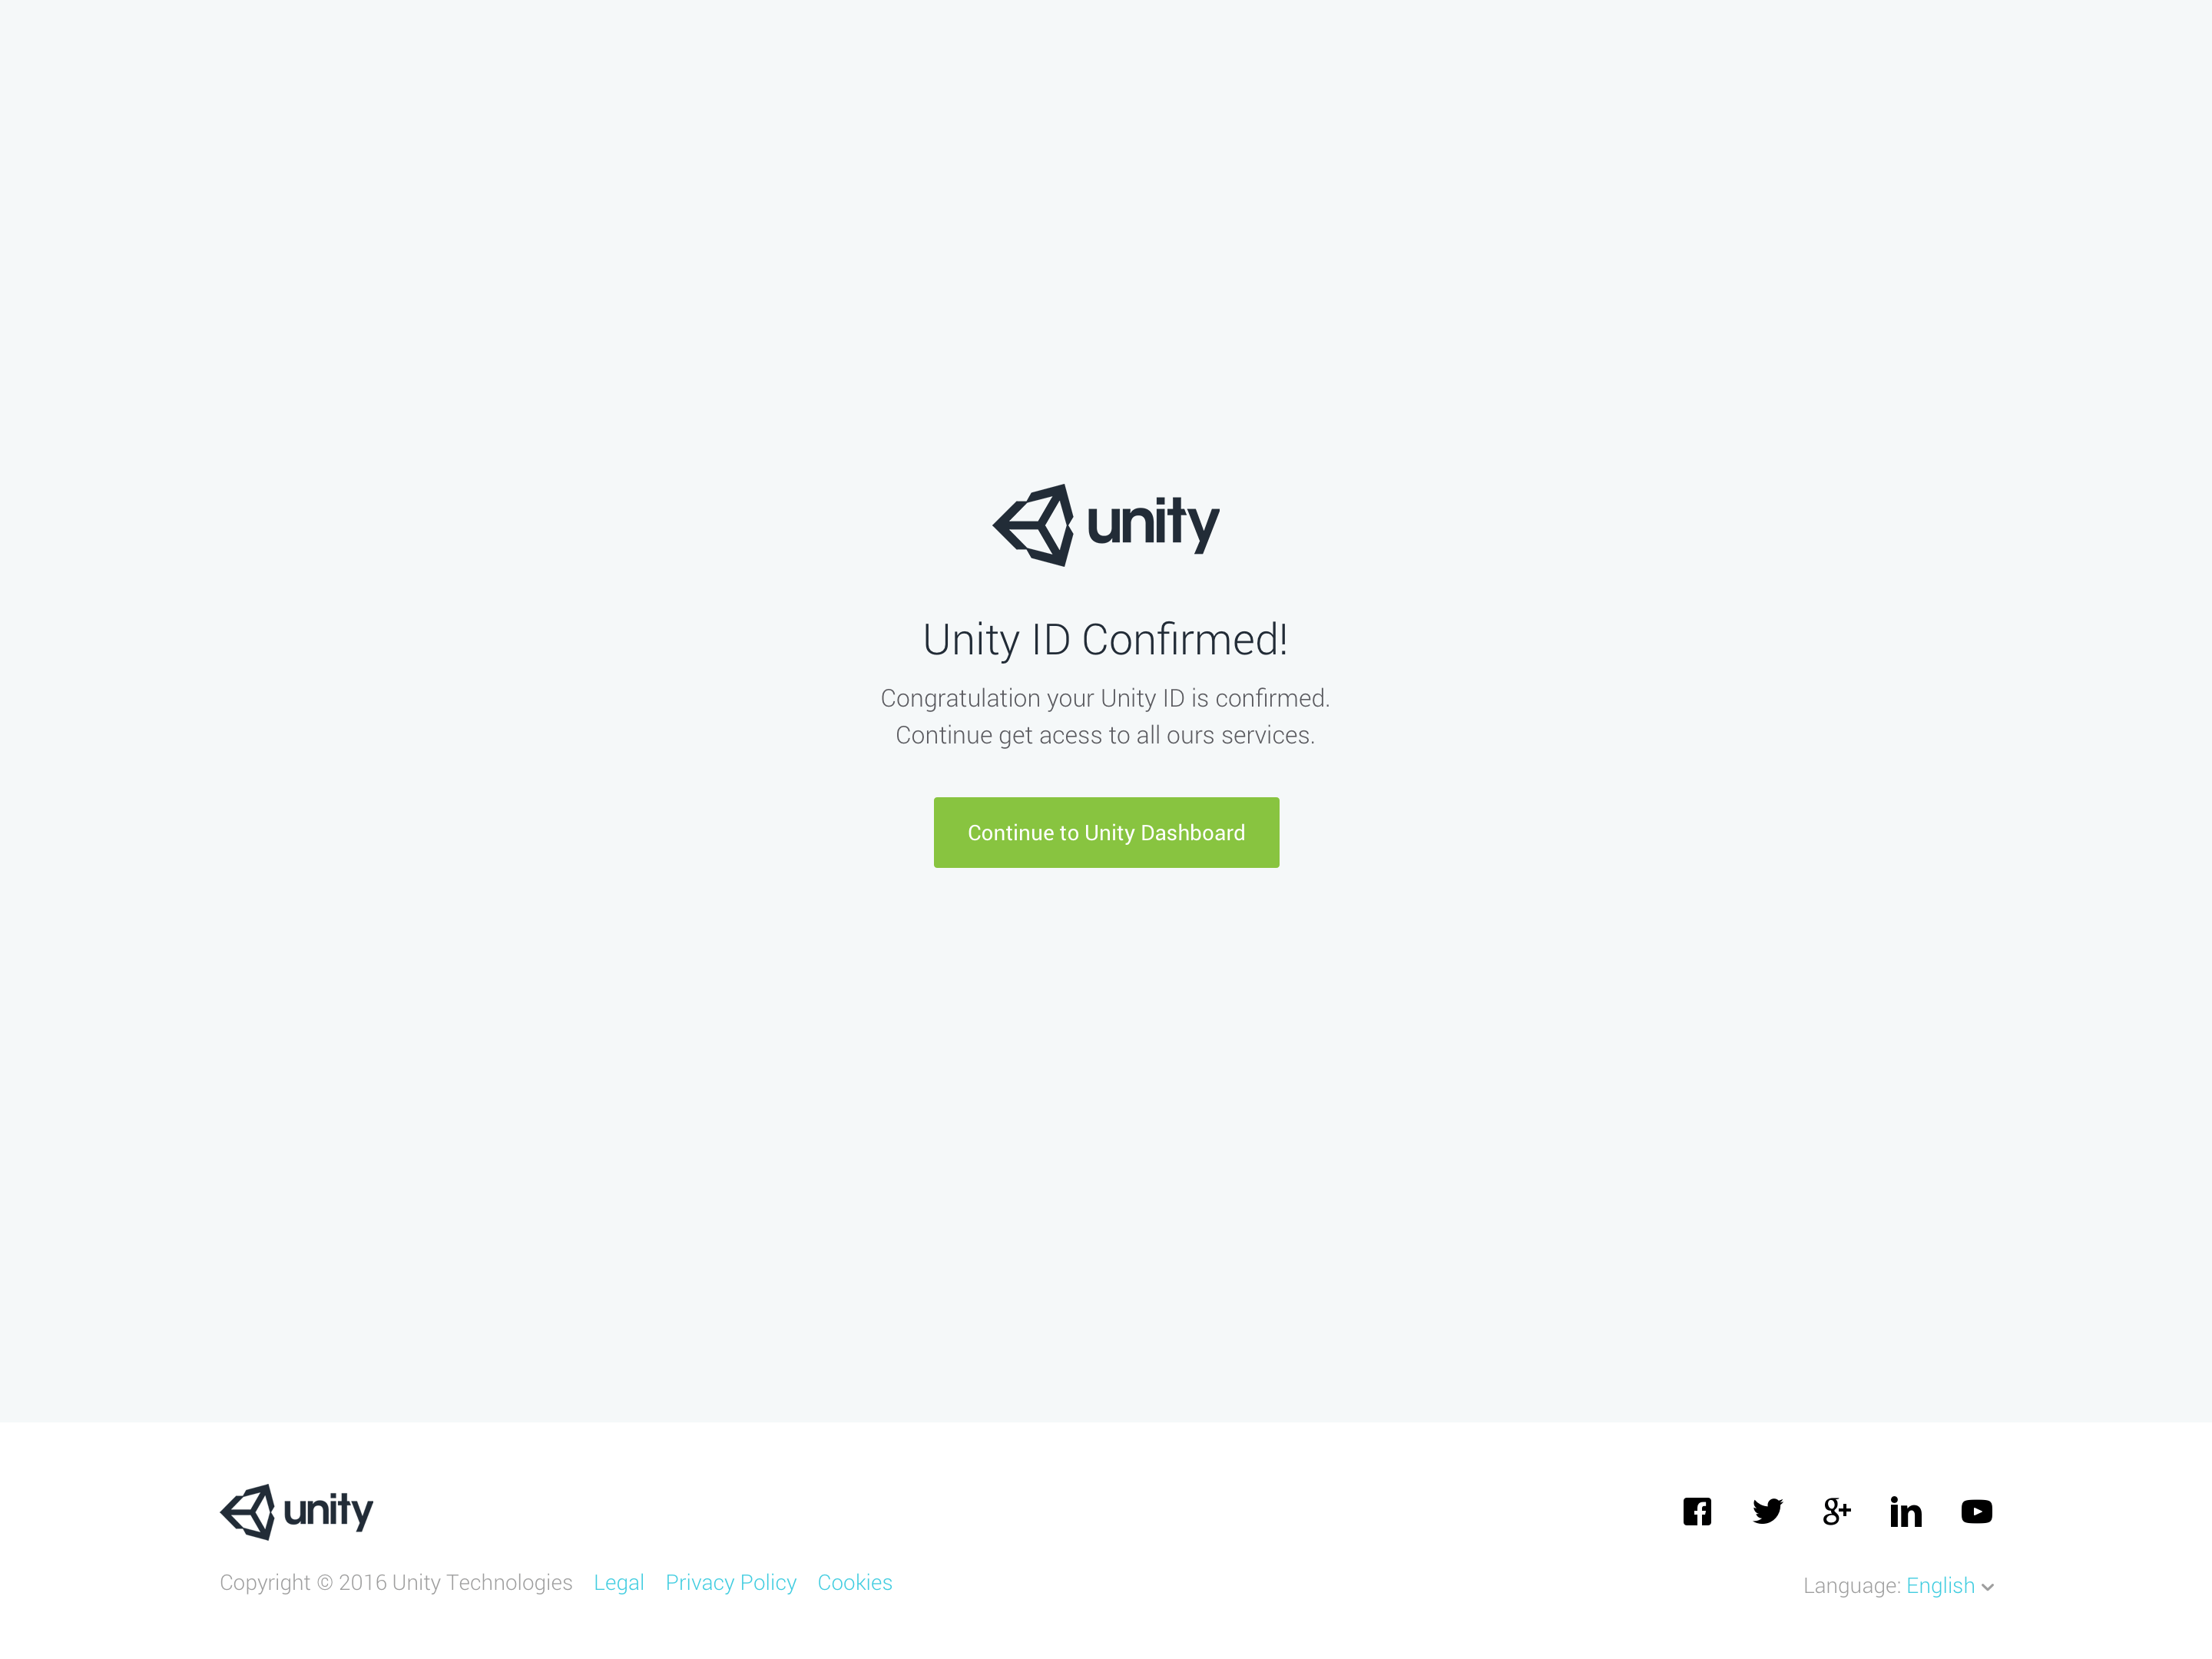 unity
Unity ID Confirmed!
Congratulation your Unity ID is confirmed.
Continue get acess to all ours services.
Continue to Unity Dashboard
unity
Copyright © 2016 Unity Technologies Legal Privacy Policy Cookies
Language: English